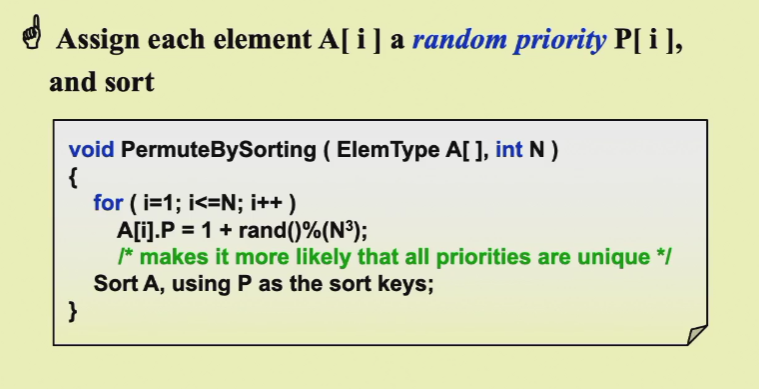 Assign each element A[ i ] a random priority P[ i ],
and sort
void PermuteBySorting ( ElemType A[ ], int N )
{
for ( i=1; i<=N; i++ )
A[i].P = 1 + rand()%(N³);
/* makes it more likely that all priorities are unique */
Sort A, using P as the sort keys;
}